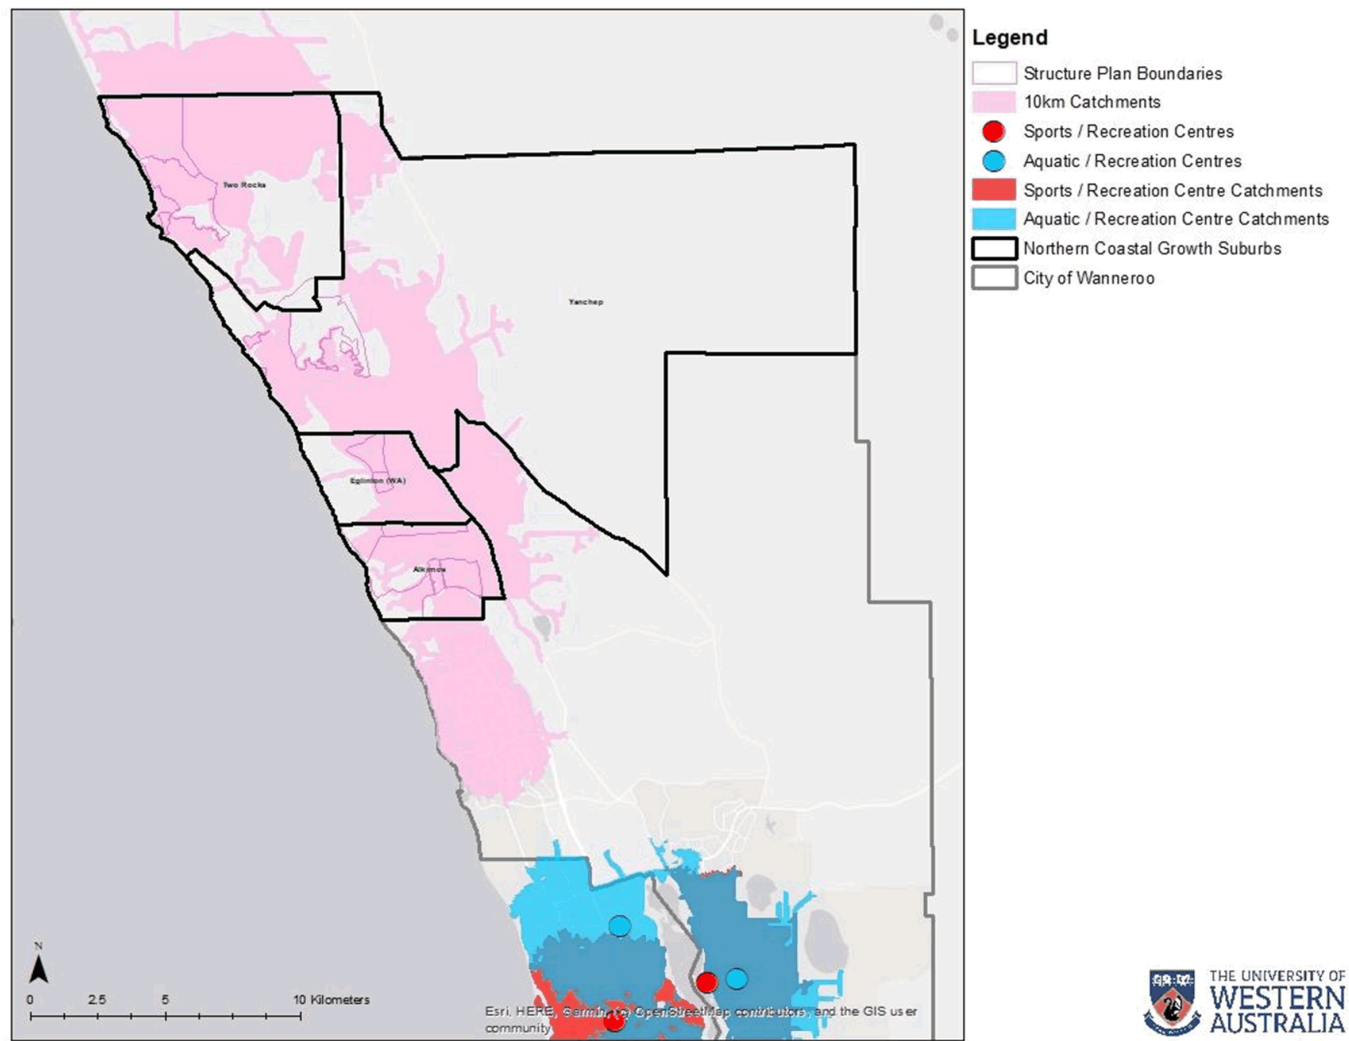 Legend
Structure Plan Boundaries
10km Catchments
Sports / Recreation Centres
Aquatic / Recreation Centres
Sports / Recreation Centre Catchments
Aquatic / Recreation Centre Catchments
Northern Coastal Growth Suburbs
City of Wanneroo
Two Rocks
Yanchep
Eglinton (WA)
Alkimos
N
0 2.5 5 10 Kilometers
Esri, HERE, Garmin, (c) OpenStreetMap contributors, and the GIS user
community
THE UNIVERSITY OF
WESTERN
AUSTRALIA